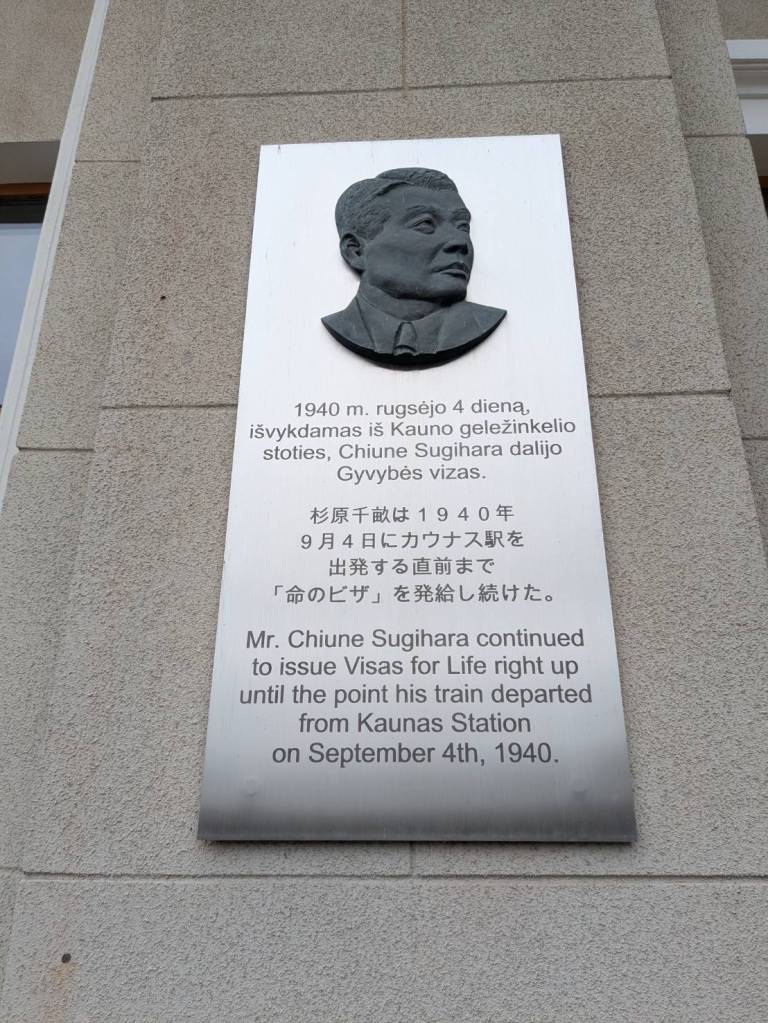 1940 m. rugsėjo 4 dieną,
išvykdamas iš Kauno geležinkelio
stoties, Chiune Sugihara dalijo
Gyvybės vizas.
杉原千畝は１９４０年
９月４日にカウナス駅を
出発する直前まで
「命のビザ」を発給し続けた。
Mr. Chiune Sugihara continued
to issue Visas for Life right up
until the point his train departed
from Kaunas Station
on September 4th, 1940.